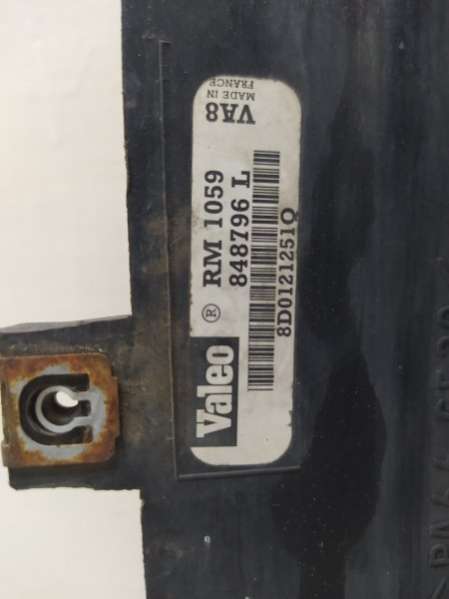 Valeo ® RM 1059 VA8
848796 L
MADE IN
FRANCE
8D0121251Q